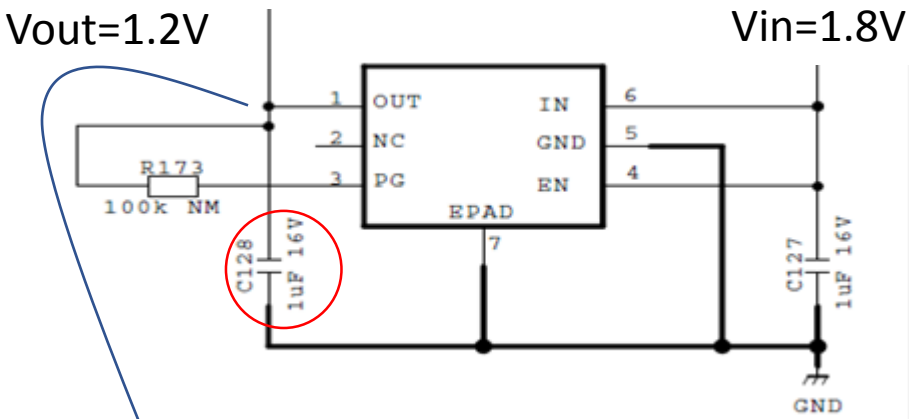 Vout=1.2V
Vin=1.8V
1 OUT IN 6
2 NC GND 5
R173
3 PG EN 4
100k NM
EPAD
7
C128
1uF 16V
C127
1uF 16V
GND